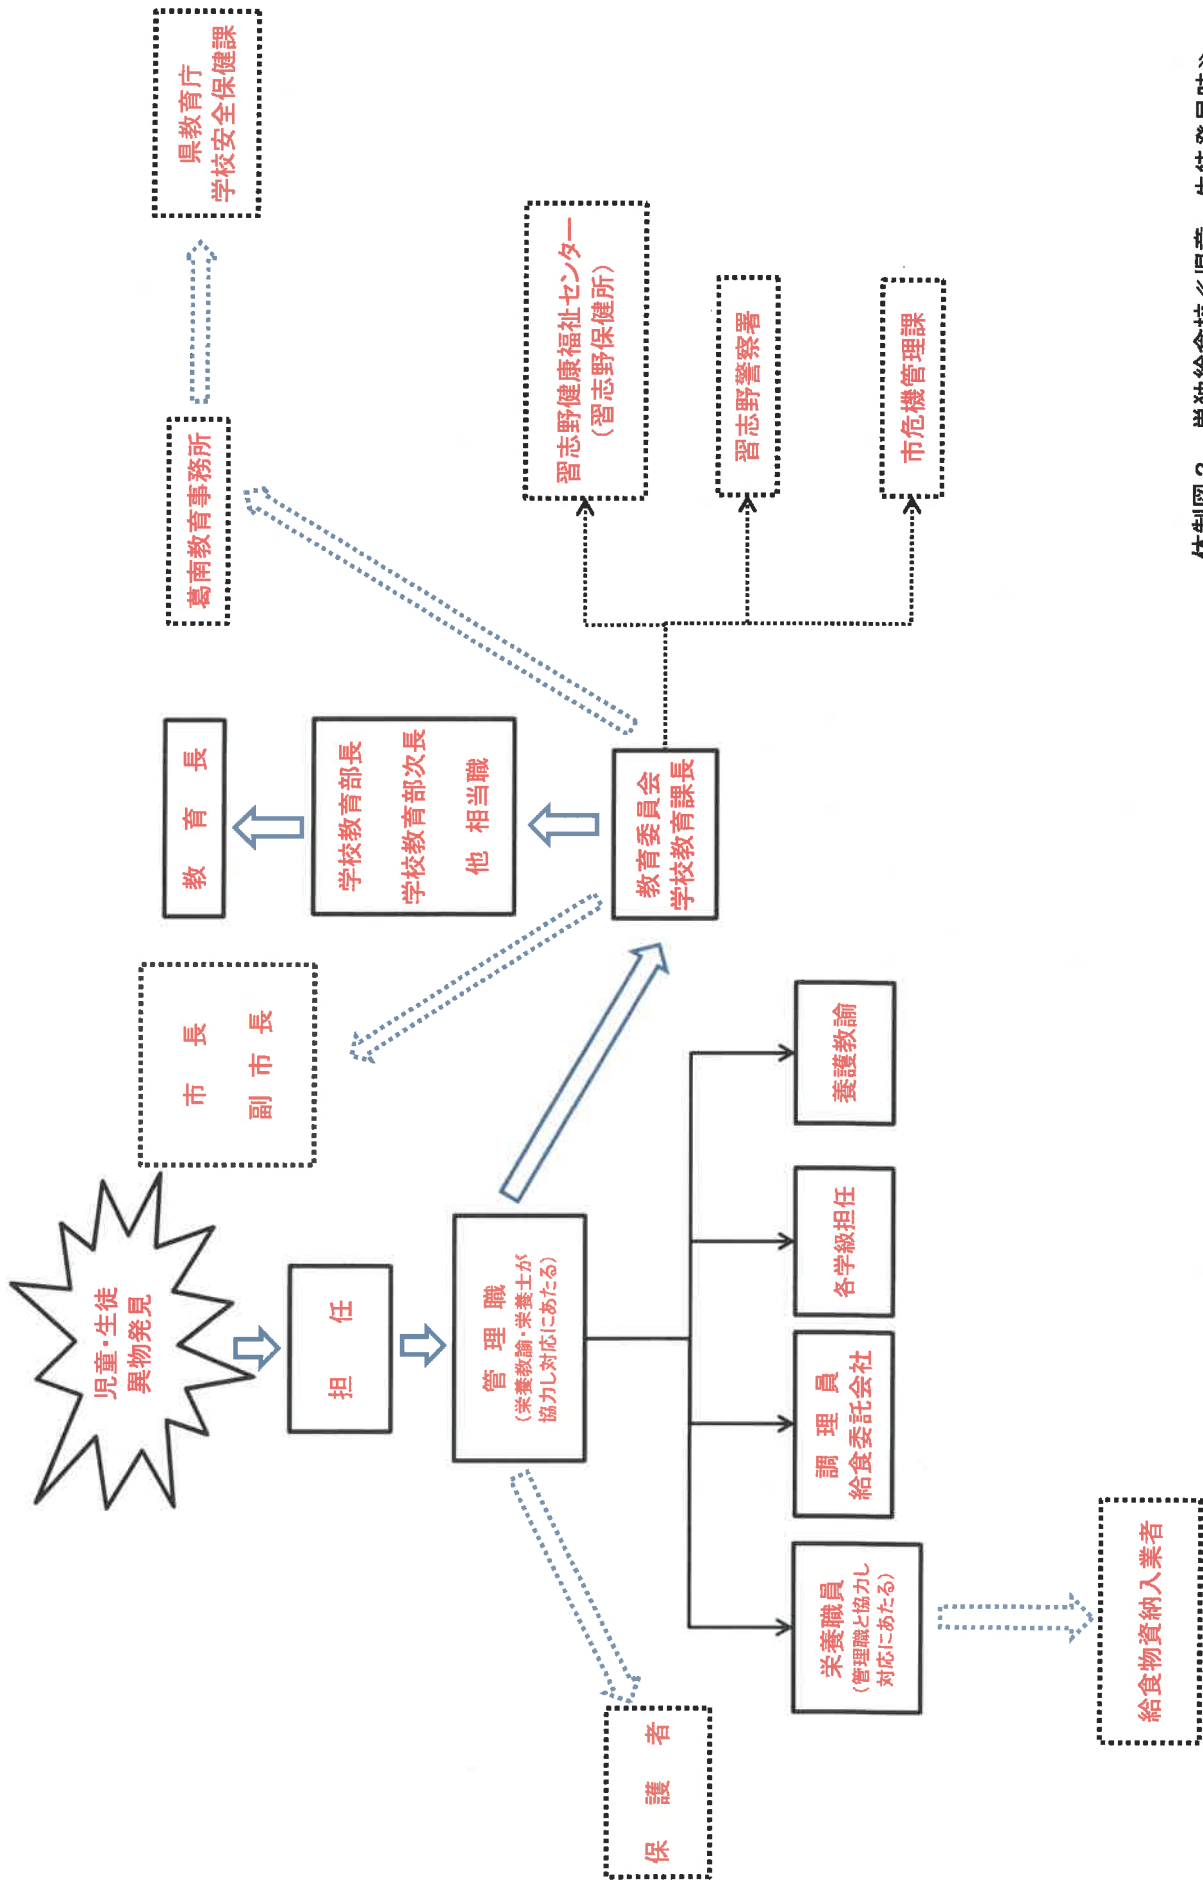 児童・生徒
異物発見
担任
管理職
(栄養教諭・栄養士が
協力し対応にあたる)
保護者
栄養職員
(管理職と協力し
対応にあたる)
給食物資納入業者
調理員
給食委託会社
各学級担任
養護教諭
市長
副市長
教育長
学校教育部長
学校教育部次長
他 相当職
教育委員会
学校教育課長
葛南教育事務所
県教育庁
学校安全保健課
習志野健康福祉センター
(習志野保健所)
習志野警察署
市危機管理課